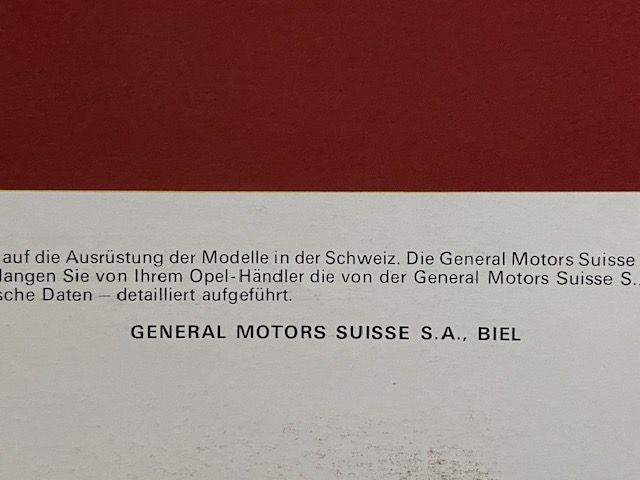 auf die Ausrüstung der Modelle in der Schweiz. Die General Motors Suisse
langen Sie von Ihrem Opel-Händler die von der General Motors Suisse S.
sche Daten — detailliert aufgeführt.
GENERAL MOTORS SUISSE S.A., BIEL